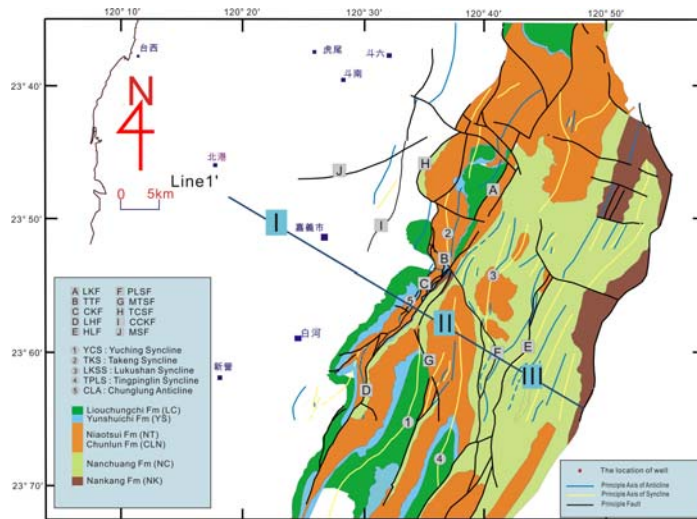 120° 10'
120° 20'
120° 30'
120° 40'
120° 50'
台西
虎尾
斗六
斗南
23° 40'
N
北港
0 5km
Line1'
J
H
A
23° 50'
I
I
嘉義市
2
B
C
3
5
II
白河
23° 60'
新營
G
F
E
III
D
1
4
23° 70'
A LKF F PLSF
B TTF G MTSF
C CKF H TCSF
D LHF I CCKF
E HLF J MSF
1 YCS : Yuching Syncline
2 TKS : Takeng Syncline
3 LKSS : Lukushan Syncline
4 TPLS : Tingpinglin Syncline
5 CLA : Chunglung Anticline
Liouchungchi Fm (LC)
Yunshuichi Fm (YS)
Niaotsui Fm (NT)
Chunlun Fm (CLN)
Nanchuang Fm (NC)
Nankang Fm (NK)
The location of well
Principle Axis of Anticline
Principle Axis of Syncline
Principle Fault